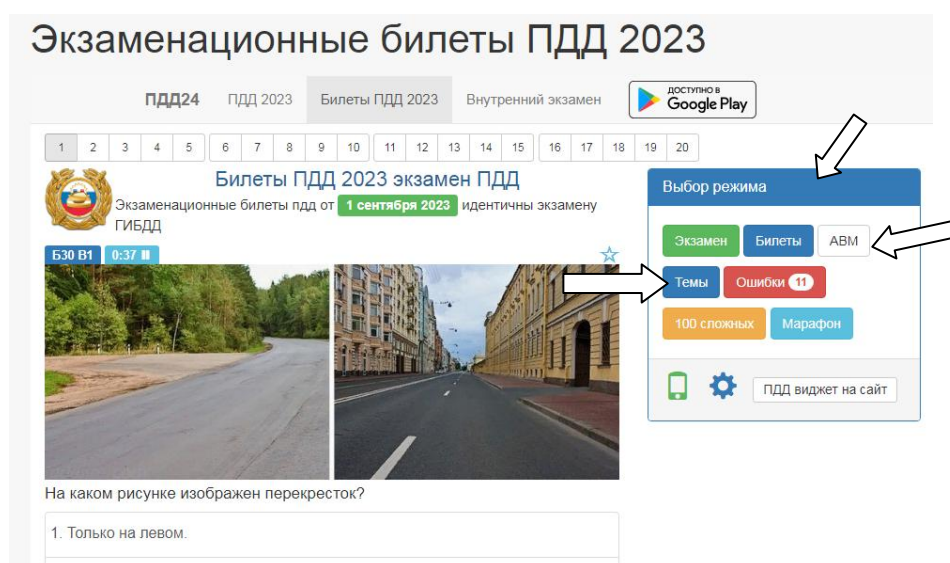 Экзаменационные билеты ПДД 2023
ПДД24 ПДД 2023 Билеты ПДД 2023 Внутренний экзамен ДОСТУПНО В Google Play
1 2 3 4 5 6 7 8 9 10 11 12 13 14 15 16 17 18 19 20
Билеты ПДД 2023 экзамен ПДД
Экзаменационные билеты пдд от 1 сентября 2023 идентичны экзамену
ГИБДД
Б30 В1 0:37
На каком рисунке изображен перекресток?
1. Только на левом.
Выбор режима
Экзамен Билеты АВМ
Темы Ошибки 11
100 сложных Марафон
ПДД виджет на сайт